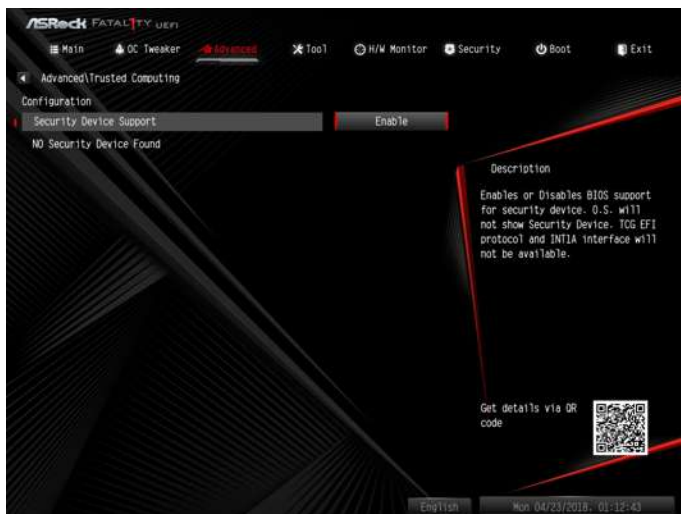 ASRock FATAL1TY UEFI
Main OC Tweaker Advanced Tool H/W Monitor Security Boot Exit
Advanced\Trusted Computing
Configuration
Security Device Support Enable
NO Security Device Found
Description
Enables or Disables BIOS support
for security device. O.S. will
not show Security Device. TCG EFI
protocol and INT1A interface will
not be available.
Get details via QR
code
English Mon 04/23/2018. 01:12:43